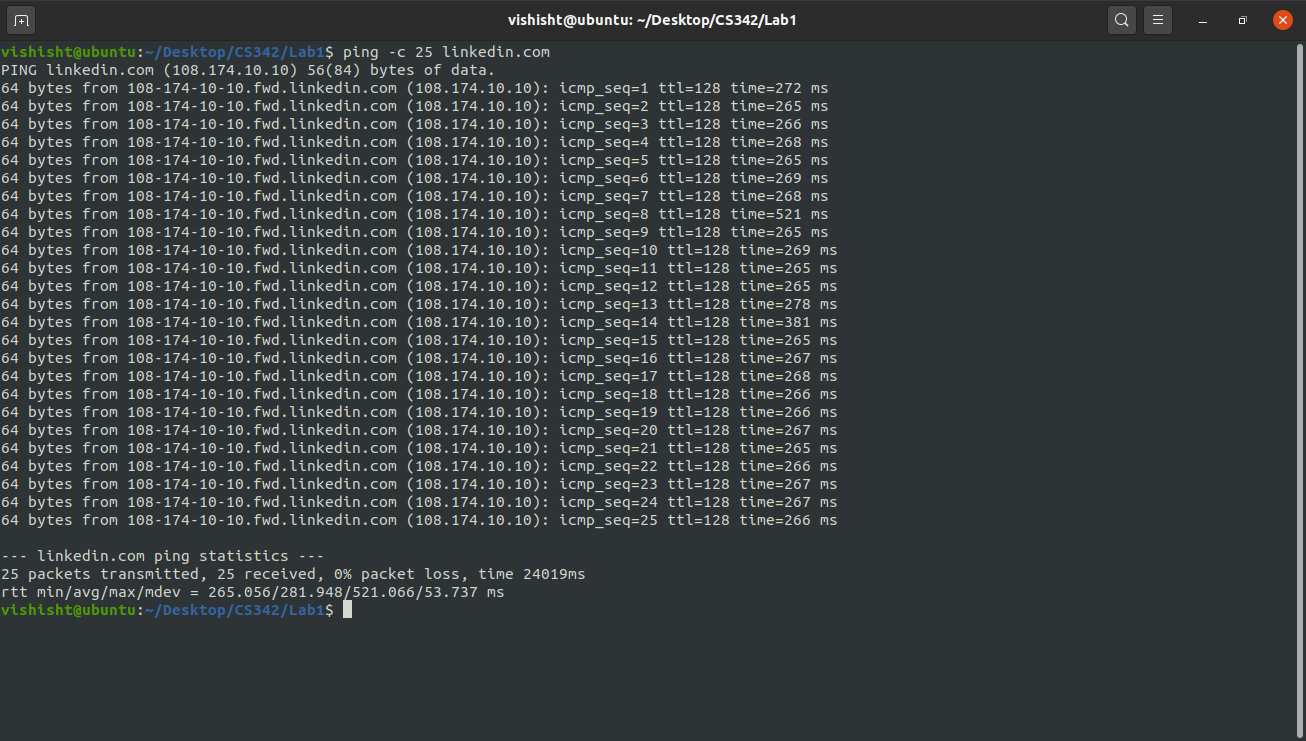 vishisht@ubuntu: ~/Desktop/CS342/Lab1
vishisht@ubuntu:~/Desktop/CS342/Lab1$ ping -c 25 linkedin.com
PING linkedin.com (108.174.10.10) 56(84) bytes of data.
64 bytes from 108-174-10-10.fwd.linkedin.com (108.174.10.10): icmp_seq=1 ttl=128 time=272 ms
64 bytes from 108-174-10-10.fwd.linkedin.com (108.174.10.10): icmp_seq=2 ttl=128 time=265 ms
64 bytes from 108-174-10-10.fwd.linkedin.com (108.174.10.10): icmp_seq=3 ttl=128 time=266 ms
64 bytes from 108-174-10-10.fwd.linkedin.com (108.174.10.10): icmp_seq=4 ttl=128 time=268 ms
64 bytes from 108-174-10-10.fwd.linkedin.com (108.174.10.10): icmp_seq=5 ttl=128 time=265 ms
64 bytes from 108-174-10-10.fwd.linkedin.com (108.174.10.10): icmp_seq=6 ttl=128 time=269 ms
64 bytes from 108-174-10-10.fwd.linkedin.com (108.174.10.10): icmp_seq=7 ttl=128 time=268 ms
64 bytes from 108-174-10-10.fwd.linkedin.com (108.174.10.10): icmp_seq=8 ttl=128 time=521 ms
64 bytes from 108-174-10-10.fwd.linkedin.com (108.174.10.10): icmp_seq=9 ttl=128 time=265 ms
64 bytes from 108-174-10-10.fwd.linkedin.com (108.174.10.10): icmp_seq=10 ttl=128 time=269 ms
64 bytes from 108-174-10-10.fwd.linkedin.com (108.174.10.10): icmp_seq=11 ttl=128 time=265 ms
64 bytes from 108-174-10-10.fwd.linkedin.com (108.174.10.10): icmp_seq=12 ttl=128 time=265 ms
64 bytes from 108-174-10-10.fwd.linkedin.com (108.174.10.10): icmp_seq=13 ttl=128 time=278 ms
64 bytes from 108-174-10-10.fwd.linkedin.com (108.174.10.10): icmp_seq=14 ttl=128 time=381 ms
64 bytes from 108-174-10-10.fwd.linkedin.com (108.174.10.10): icmp_seq=15 ttl=128 time=265 ms
64 bytes from 108-174-10-10.fwd.linkedin.com (108.174.10.10): icmp_seq=16 ttl=128 time=267 ms
64 bytes from 108-174-10-10.fwd.linkedin.com (108.174.10.10): icmp_seq=17 ttl=128 time=268 ms
64 bytes from 108-174-10-10.fwd.linkedin.com (108.174.10.10): icmp_seq=18 ttl=128 time=266 ms
64 bytes from 108-174-10-10.fwd.linkedin.com (108.174.10.10): icmp_seq=19 ttl=128 time=266 ms
64 bytes from 108-174-10-10.fwd.linkedin.com (108.174.10.10): icmp_seq=20 ttl=128 time=267 ms
64 bytes from 108-174-10-10.fwd.linkedin.com (108.174.10.10): icmp_seq=21 ttl=128 time=265 ms
64 bytes from 108-174-10-10.fwd.linkedin.com (108.174.10.10): icmp_seq=22 ttl=128 time=266 ms
64 bytes from 108-174-10-10.fwd.linkedin.com (108.174.10.10): icmp_seq=23 ttl=128 time=267 ms
64 bytes from 108-174-10-10.fwd.linkedin.com (108.174.10.10): icmp_seq=24 ttl=128 time=267 ms
64 bytes from 108-174-10-10.fwd.linkedin.com (108.174.10.10): icmp_seq=25 ttl=128 time=266 ms
--- linkedin.com ping statistics ---
25 packets transmitted, 25 received, 0% packet loss, time 24019ms
rtt min/avg/max/mdev = 265.056/281.948/521.066/53.737 ms
vishisht@ubuntu:~/Desktop/CS342/Lab1$